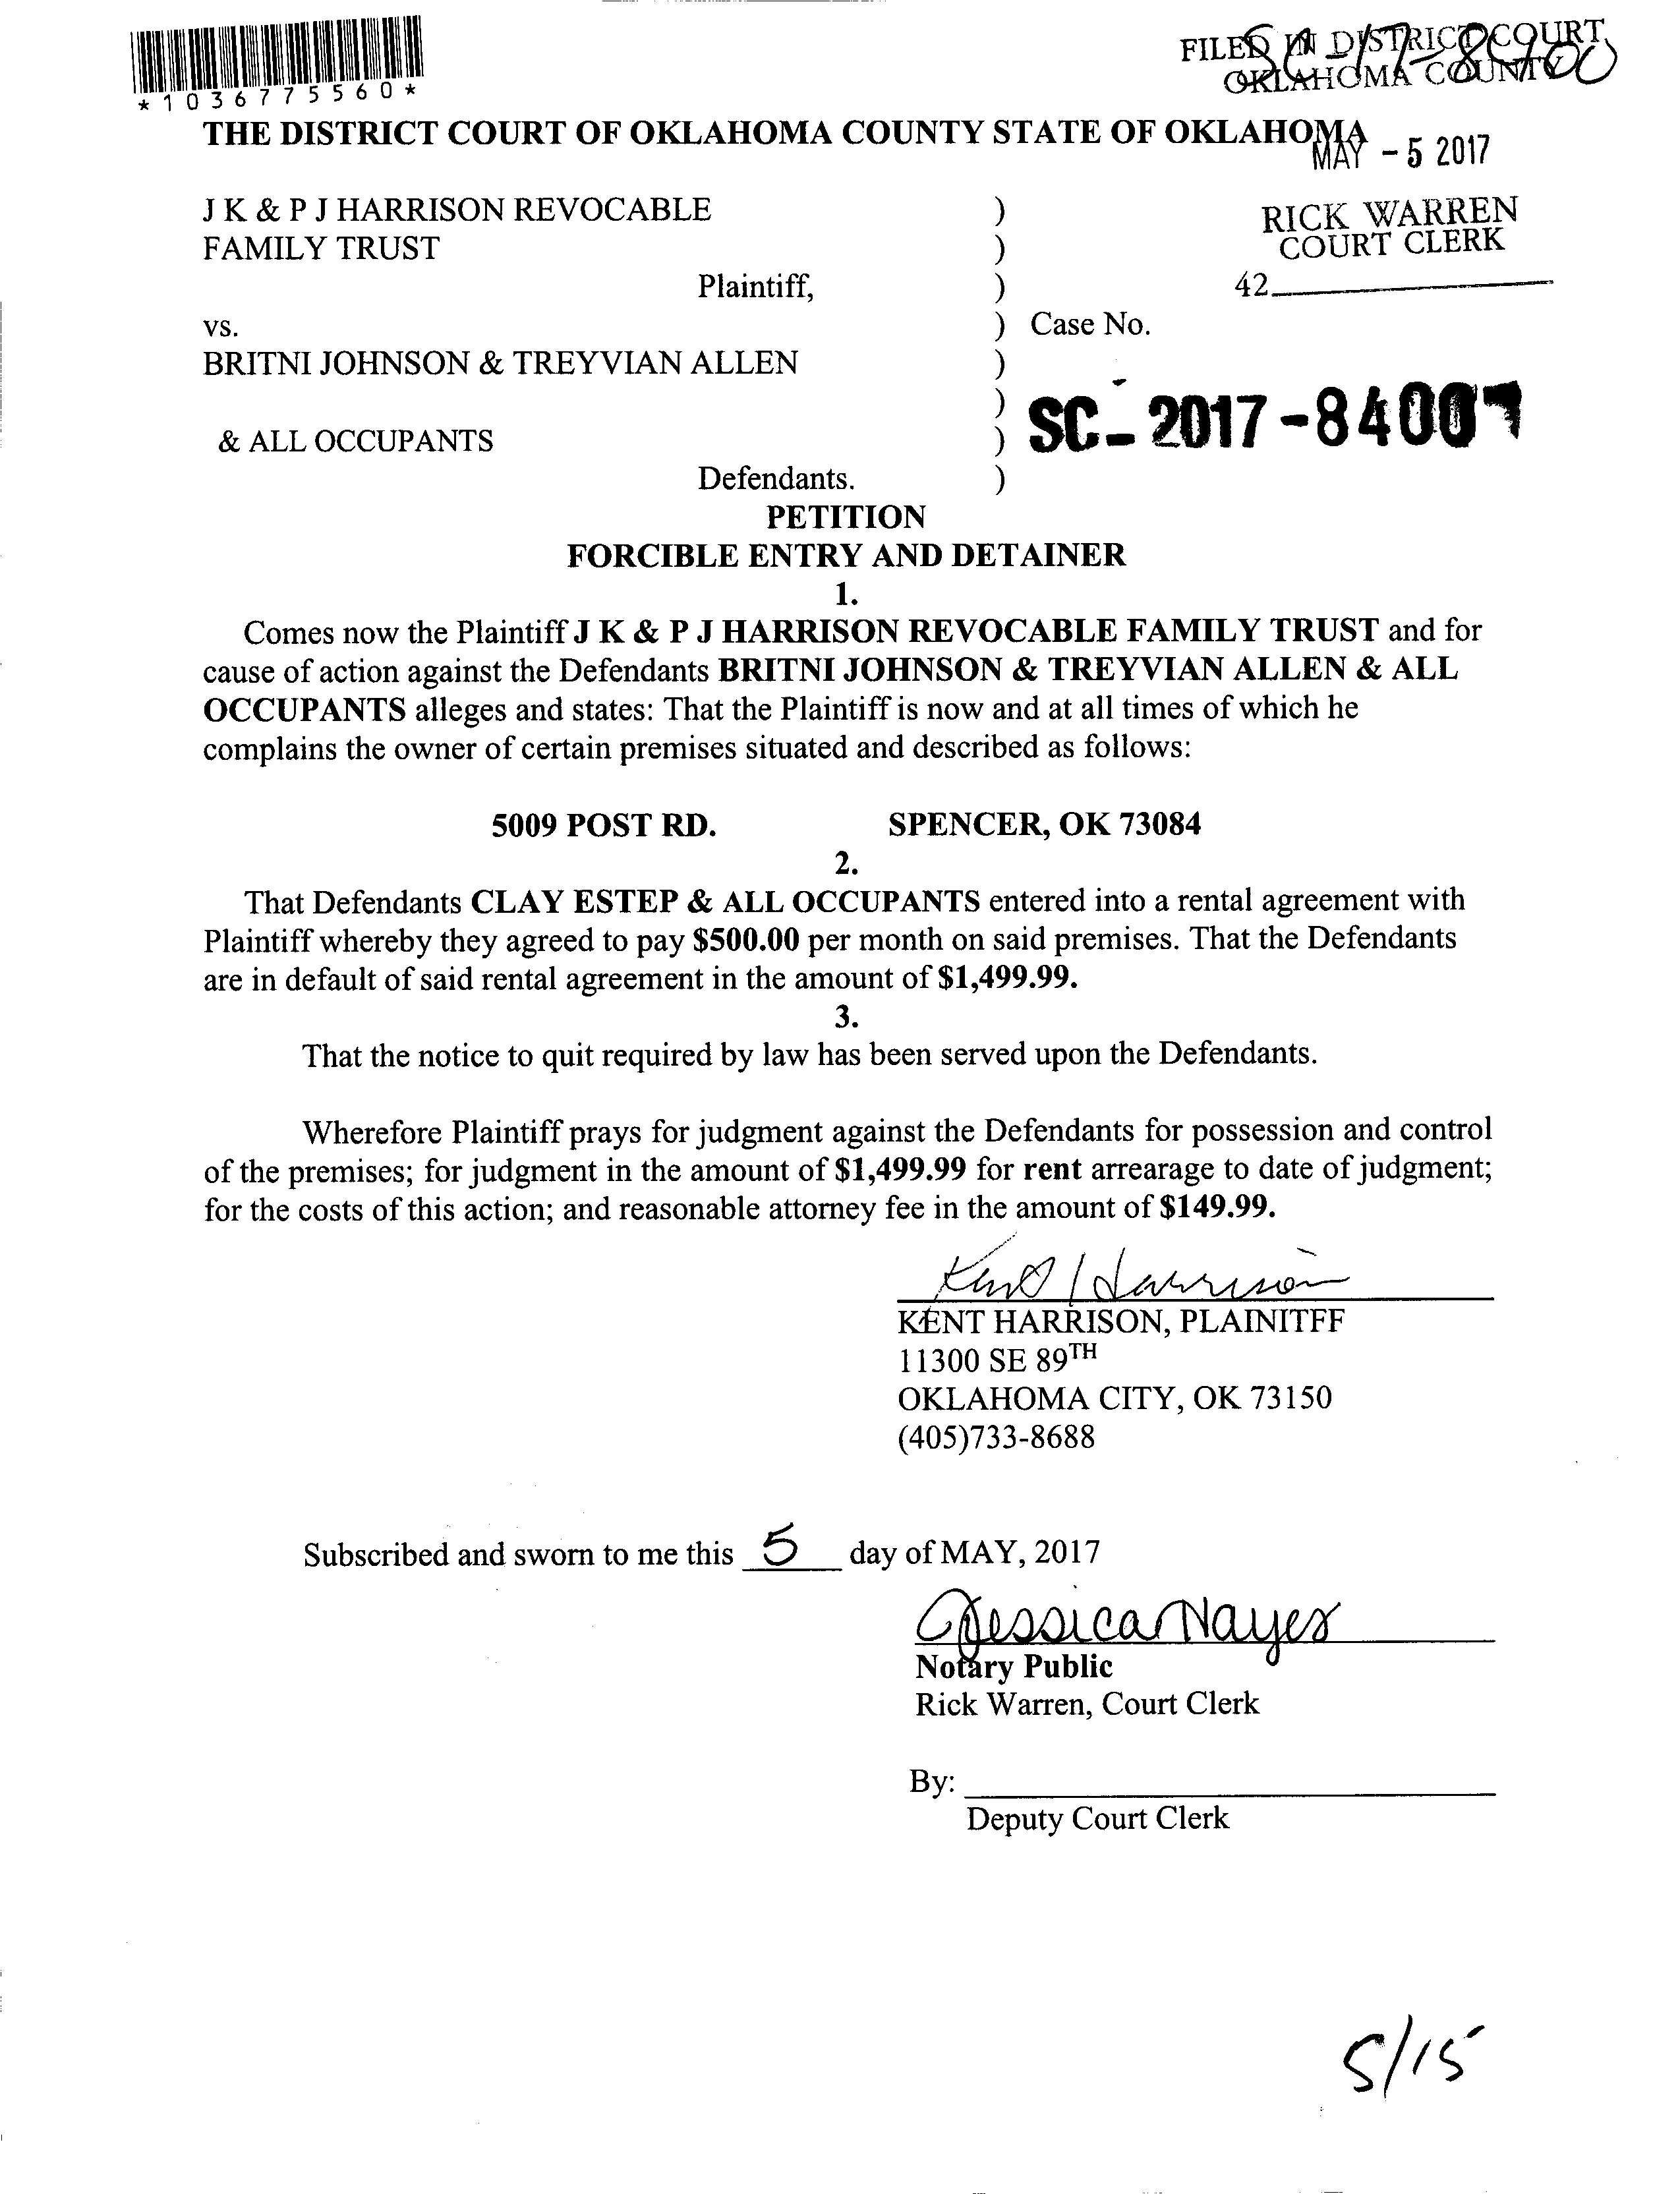 *1036775560*
FILED IN DISTRICT COURT
OKLAHOMA COUNTY
THE DISTRICT COURT OF OKLAHOMA COUNTY STATE OF OKLAHOMA
MAY - 5 2017
J K & P J HARRISON REVOCABLE )
FAMILY TRUST )
RICK WARREN
COURT CLERK
Plaintiff, )
42
vs. ) Case No.
BRITNI JOHNSON & TREYVIAN ALLEN )
)
SC- 2017-84007
& ALL OCCUPANTS )
Defendants. )
PETITION
FORCIBLE ENTRY AND DETAINER
1.
Comes now the Plaintiff J K & P J HARRISON REVOCABLE FAMILY TRUST and for
cause of action against the Defendants BRITNI JOHNSON & TREYVIAN ALLEN & ALL
OCCUPANTS alleges and states: That the Plaintiff is now and at all times of which he
complains the owner of certain premises situated and described as follows:
5009 POST RD. SPENCER, OK 73084
2.
That Defendants CLAY ESTEP & ALL OCCUPANTS entered into a rental agreement with
Plaintiff whereby they agreed to pay $500.00 per month on said premises. That the Defendants
are in default of said rental agreement in the amount of $1,499.99.
3.
That the notice to quit required by law has been served upon the Defendants.
Wherefore Plaintiff prays for judgment against the Defendants for possession and control
of the premises; for judgment in the amount of $1,499.99 for rent arrearage to date of judgment;
for the costs of this action; and reasonable attorney fee in the amount of $149.99.
Kent Harrison
KENT HARRISON, PLAINITFF
11300 SE 89TH
OKLAHOMA CITY, OK 73150
(405)733-8688
Subscribed and sworn to me this 5 day of MAY, 2017
Jessica Hayes
Notary Public
Rick Warren, Court Clerk
By:
Deputy Court Clerk
5/15